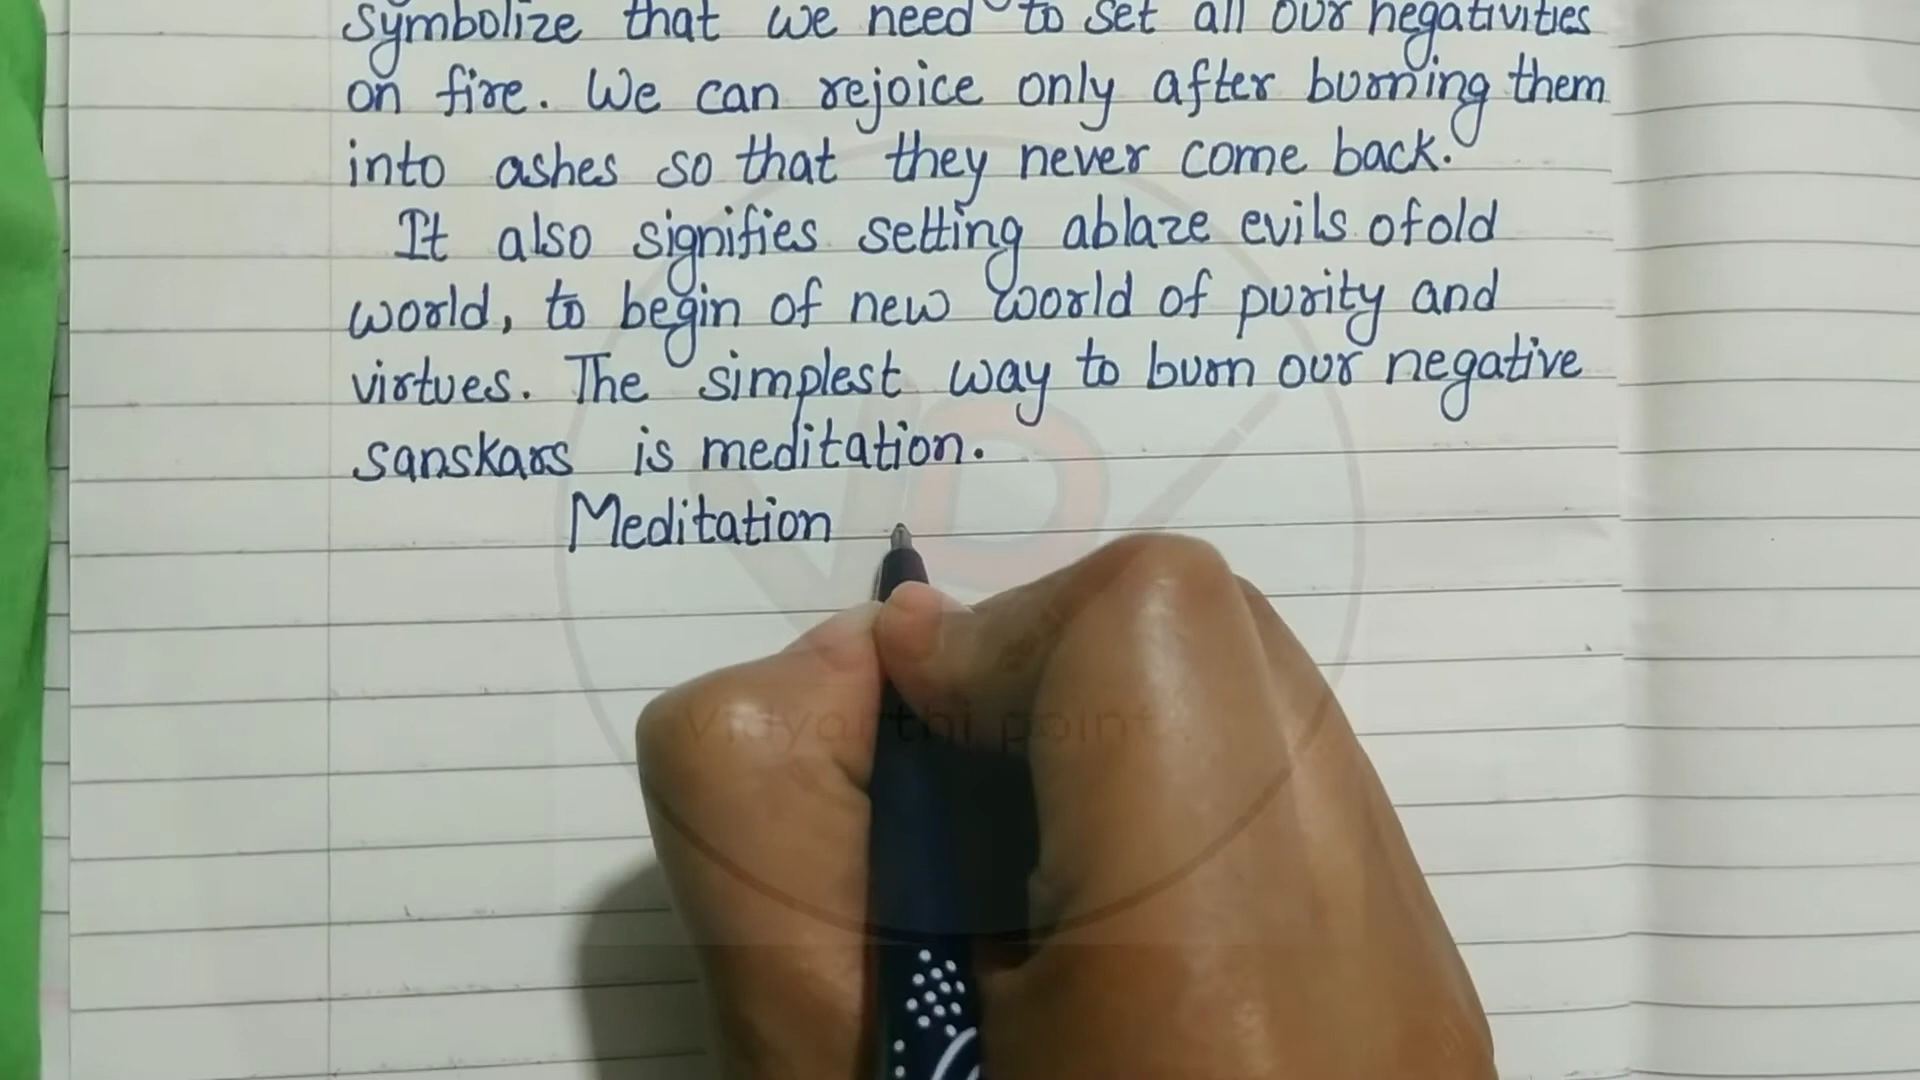 symbolize that we need to set all our negativities
on fire. We can rejoice only after burning them
into ashes so that they never come back.
It also signifies setting ablaze evils of old
world, to begin of new world of purity and
virtues. The simplest way to burn our negative
sanskars is meditation.
Meditation
Vidyarthi point.